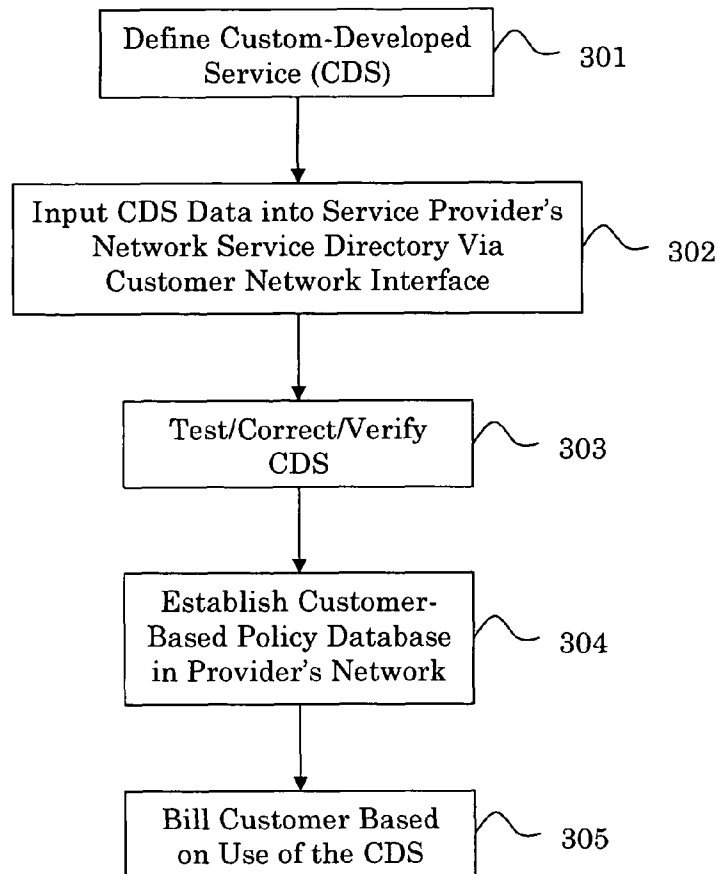 Define Custom-Developed
Service (CDS)
301
Input CDS Data into Service Provider's
Network Service Directory Via
Customer Network Interface
302
Test/Correct/Verify
CDS
303
Establish Customer-
Based Policy Database
in Provider's Network
304
Bill Customer Based
on Use of the CDS
305